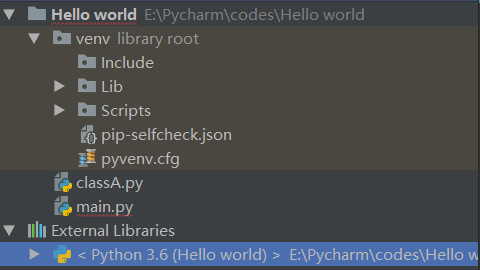 Hello world E:\Pycharm\codes\Hello world
venv library root
Include
Lib
Scripts
pip-selfcheck.json
pyvenv.cfg
classA.py
main.py
External Libraries
< Python 3.6 (Hello world) > E:\Pycharm\codes\Hello w